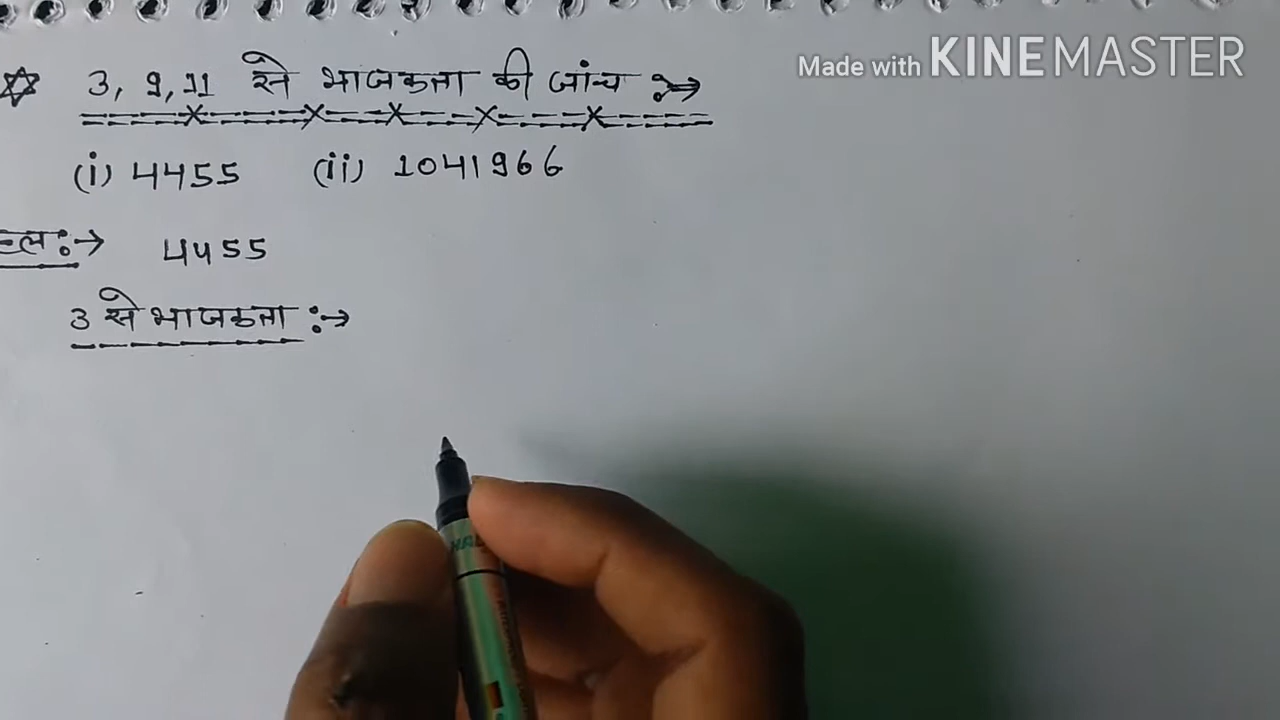 3, 9, 11 से भाजकता की जांच :→
Made with KINEMASTER
(i) 4455 (ii) 1041966
हल :→ 4455
3 से भाजकता :→